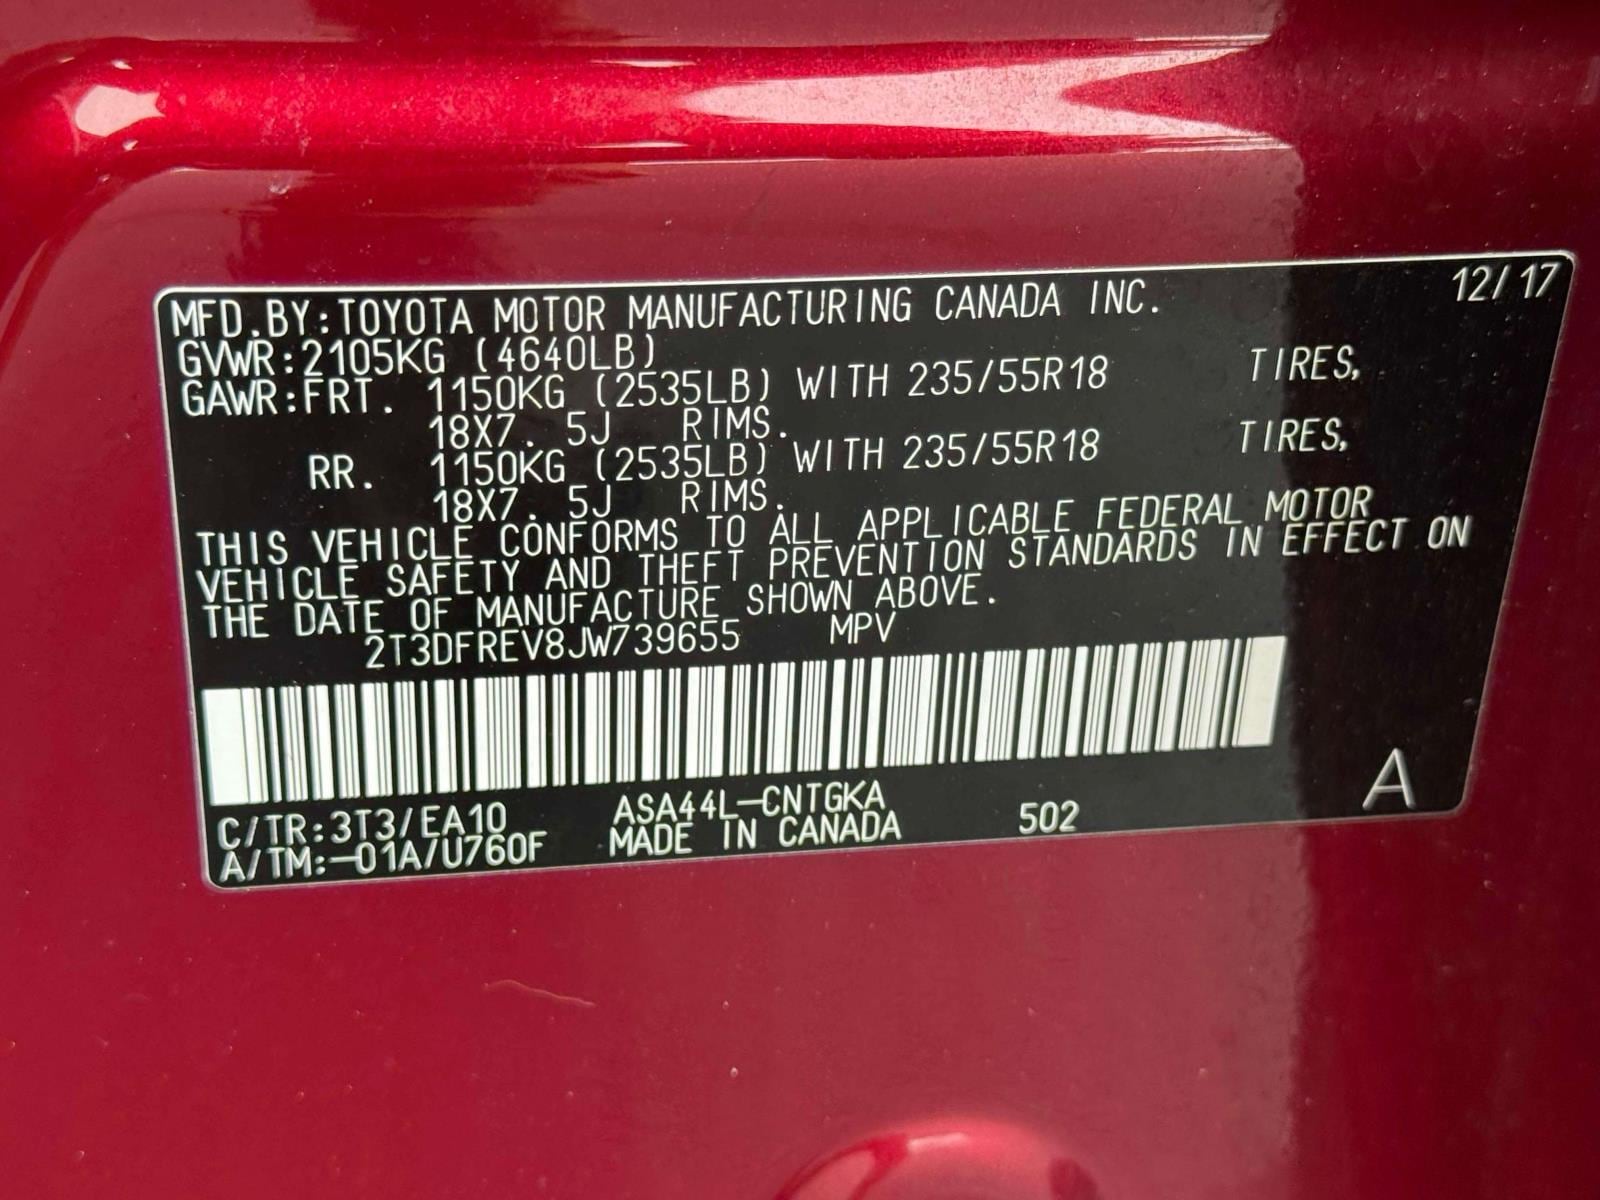 12/17
MFD.BY:TOYOTA MOTOR MANUFACTURING CANADA INC.
GVWR:2105KG (4640LB)
GAWR:FRT. 1150KG (2535LB) WITH 235/55R18 TIRES,
18X7. 5J RIMS.
RR. 1150KG (2535LB) WITH 235/55R18 TIRES,
18X7. 5J RIMS.
THIS VEHICLE CONFORMS TO ALL APPLICABLE FEDERAL MOTOR
VEHICLE SAFETY AND THEFT PREVENTION STANDARDS IN EFFECT ON
THE DATE OF MANUFACTURE SHOWN ABOVE.
2T3DFREV8JW739655 MPV
C/TR:3T3/EA10 ASA44L-CNTGKA
A/TM:-01A/U760F MADE IN CANADA 502
A